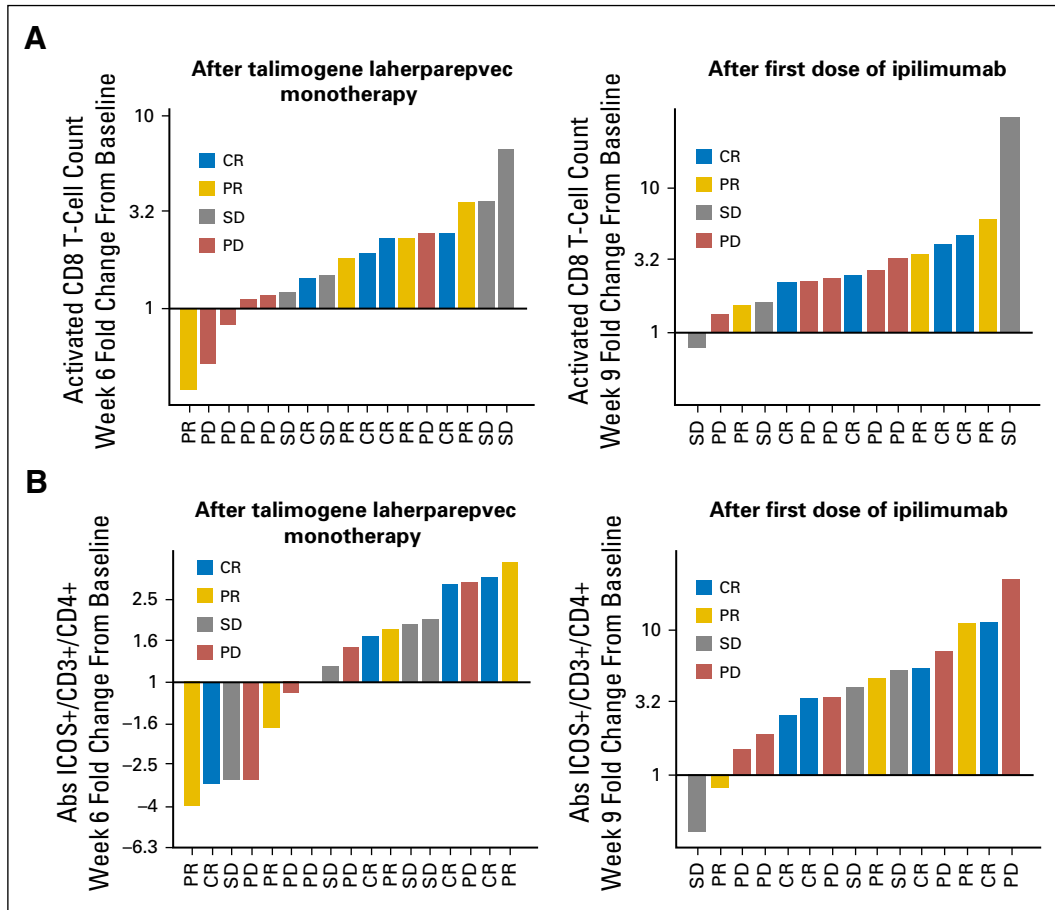 A
After talimogene laherparepvec
monotherapy
Activated CD8 T-Cell Count
Week 6 Fold Change From Baseline
10
3.2
1
CR
PR
SD
PD
PR PD PD PD PD SD CR SD PR CR CR PR PD CR PR SD SD
After first dose of ipilimumab
Activated CD8 T-Cell Count
Week 9 Fold Change From Baseline
10
3.2
1
CR
PR
SD
PD
SD PD PR SD CR PD PD CR PD PD PR CR CR PR SD
B
After talimogene laherparepvec
monotherapy
Abs ICOS+/CD3+/CD4+
Week 6 Fold Change From Baseline
2.5
1.6
1
–1.6
–2.5
–4
–6.3
CR
PR
SD
PD
PR CR SD PD PR PD PD SD PD CR PR SD SD CR PD CR PR
After first dose of ipilimumab
Abs ICOS+/CD3+/CD4+
Week 9 Fold Change From Baseline
10
3.2
1
CR
PR
SD
PD
SD PR PD PD CR CR PD SD PR SD CR PD PR CR PD